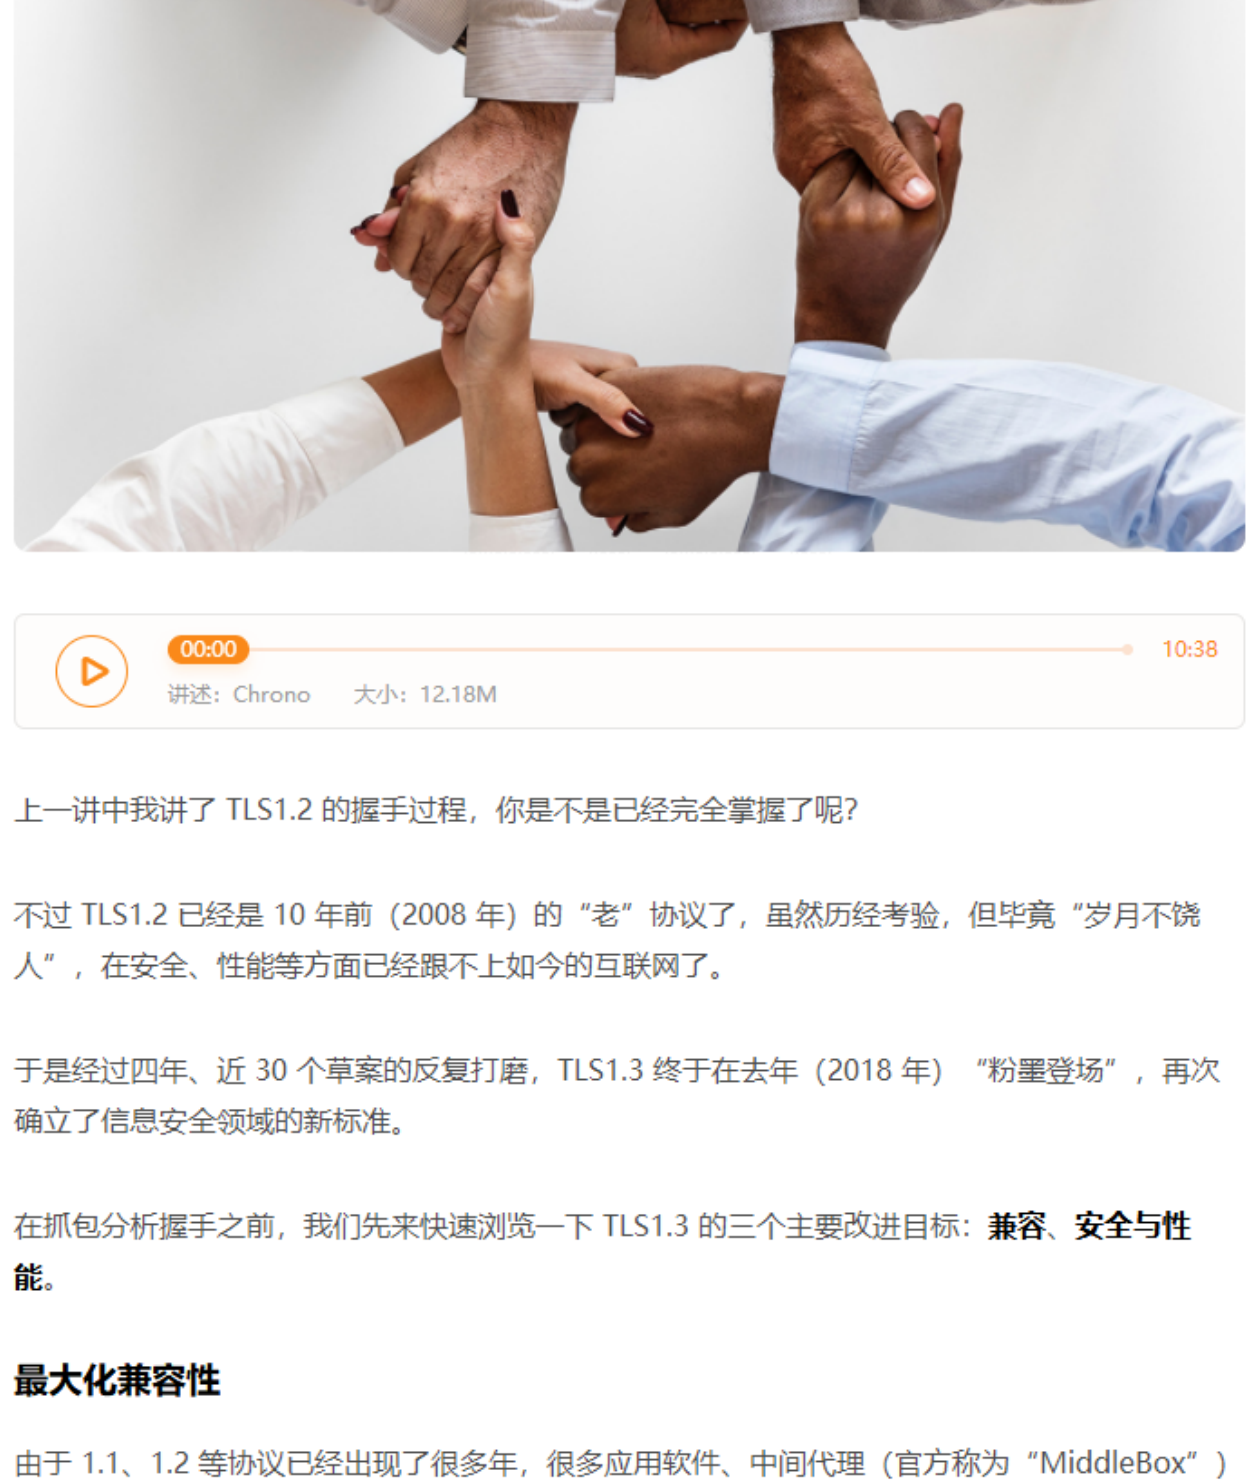 00:00
10:38
讲述：Chrono 大小：12.18M
上一讲中我讲了 TLS1.2 的握手过程，你是不是已经完全掌握了呢？
不过 TLS1.2 已经是 10 年前（2008 年）的“老”协议了，虽然历经考验，但毕竟“岁月不饶
人”，在安全、性能等方面已经跟不上如今的互联网了。
于是经过四年、近 30 个草案的反复打磨，TLS1.3 终于在去年（2018 年）“粉墨登场”，再次
确立了信息安全领域的新标准。
在抓包分析握手之前，我们先来快速浏览一下 TLS1.3 的三个主要改进目标：兼容、安全与性
能。
最大化兼容性
由于 1.1、1.2 等协议已经出现了很多年，很多应用软件、中间代理（官方称为“MiddleBox”）